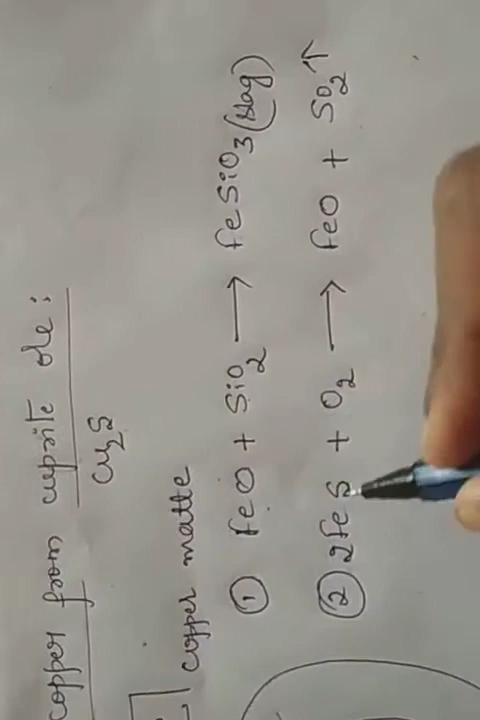 copper from cuprite ore:
Cu2S
copper matte
① FeO + SiO2 → FeSiO3 (slag)
② 2FeS + O2 → FeO + SO2↑